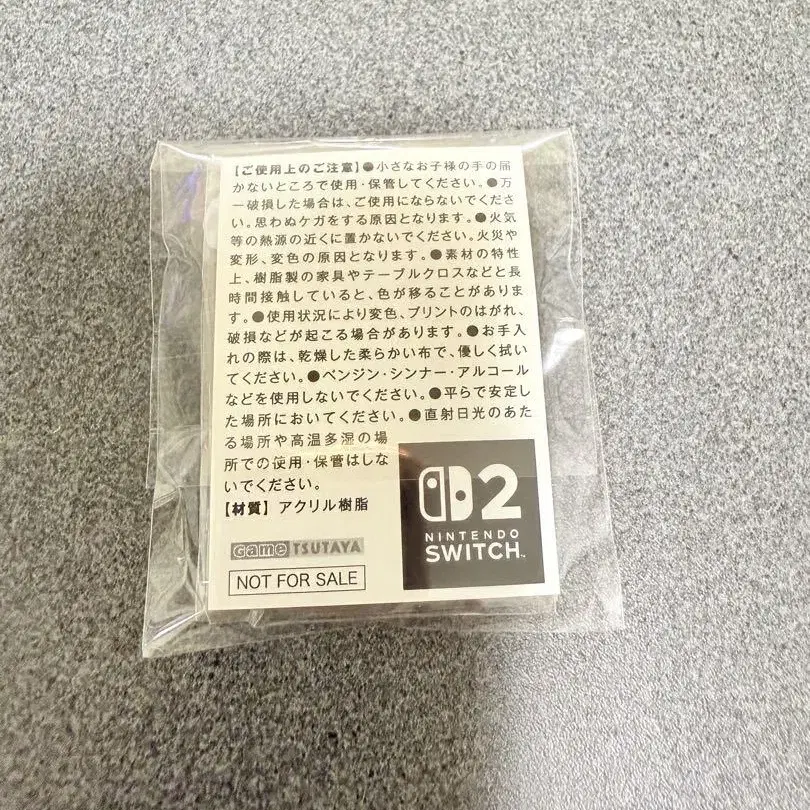 【ご使用上のご注意】●小さなお子様の手の届
かないところで使用・保管してください。●万
一破損した場合は、ご使用にならないでくださ
い。思わぬケガをする原因となります。●火気
等の熱源の近くに置かないでください。火災や
変形、変色の原因となります。●素材の特性
上、樹脂製の家具やテーブルクロスなどと長
時間接触していると、色が移ることがありま
す。●使用状況により変色、プリントのはがれ、
破損などが起こる場合があります。●お手入
れの際は、乾燥した柔らかい布で、優しく拭い
てください。●ベンジン・シンナー・アルコール
などを使用しないでください。●平らで安定し
た場所においてください。●直射日光のあた
る場所や高温多湿の場
所での使用・保管はしな
いでください。
【材質】アクリル樹脂
game TSUTAYA
NOT FOR SALE
2
NINTENDO
SWITCH™